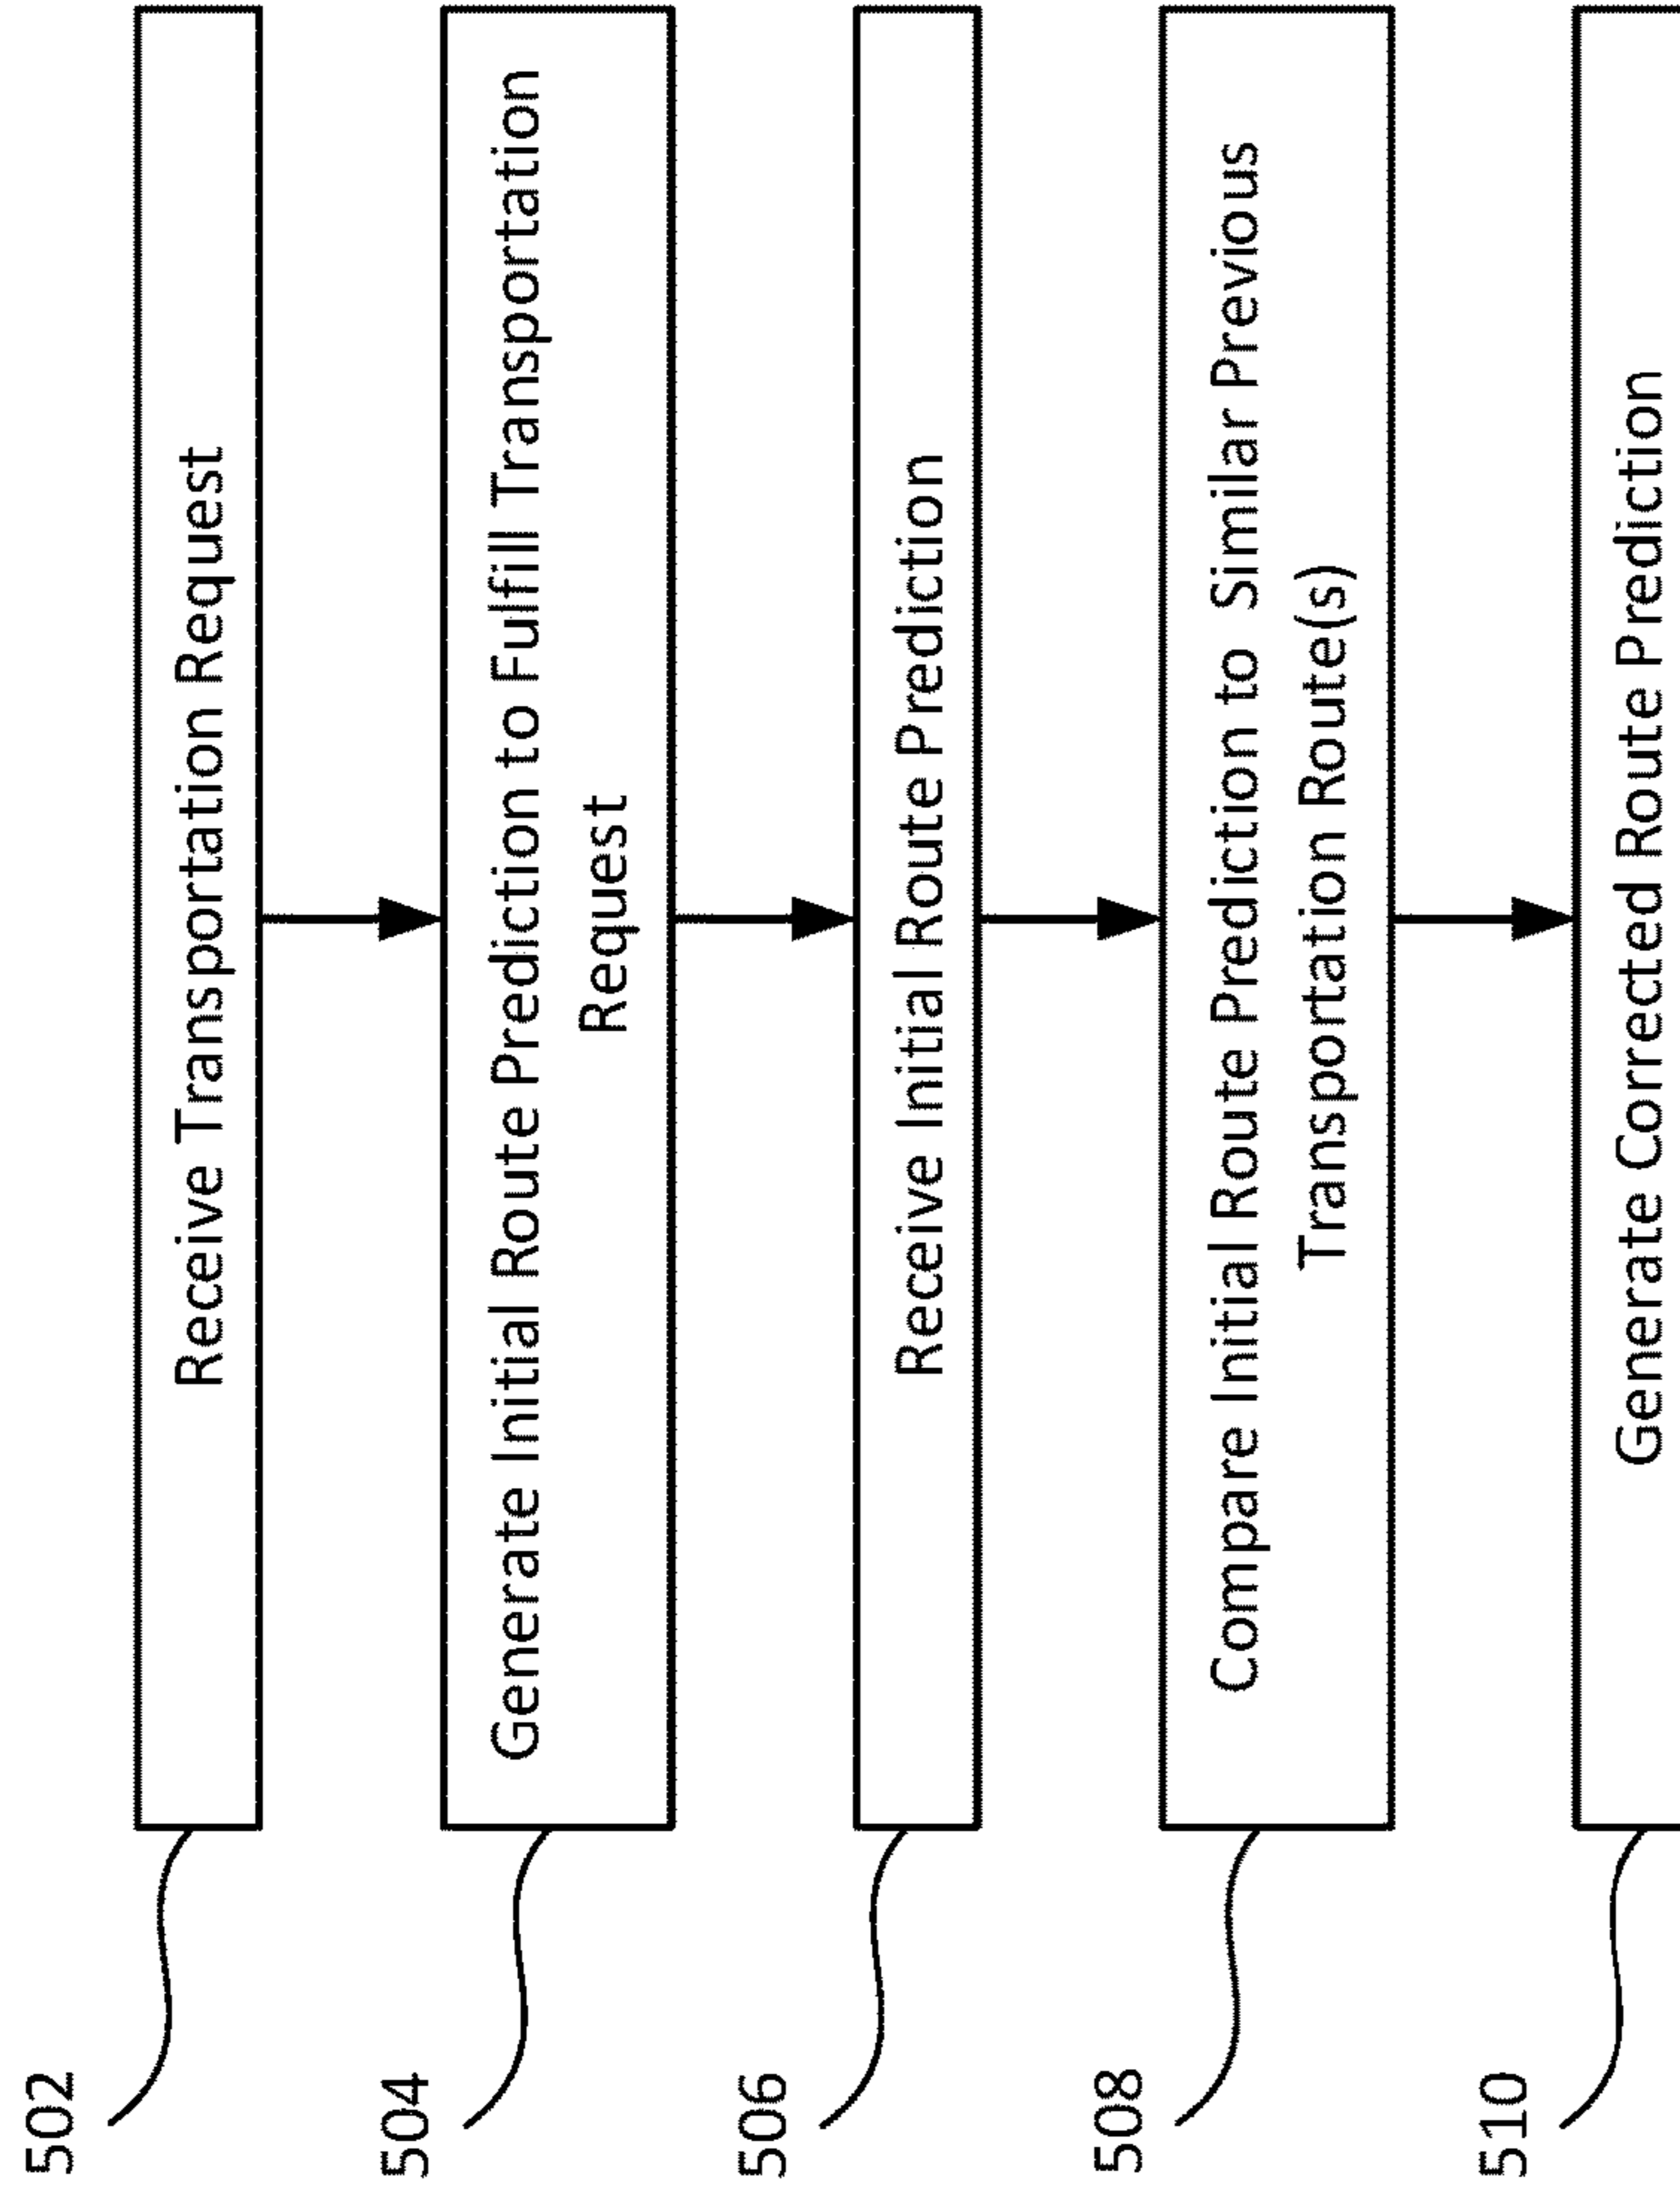 502
Receive Transportation Request
504
Generate Initial Route Prediction to Fulfill Transportation
Request
506
Receive Initial Route Prediction
508
Compare Initial Route Prediction to Similar Previous
Transportation Route(s)
510
Generate Corrected Route Prediction